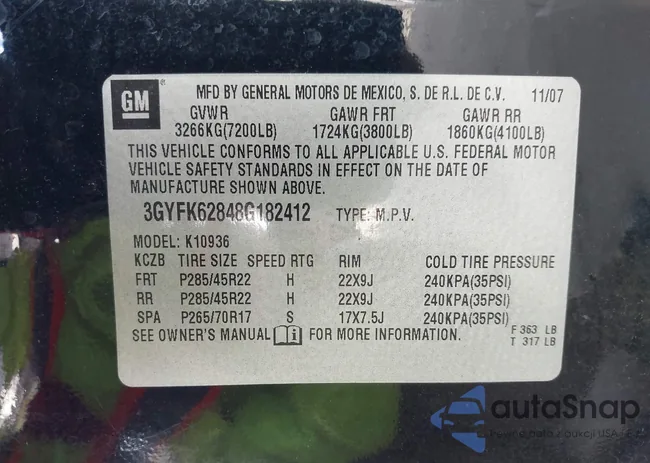 GM
MFD BY GENERAL MOTORS DE MEXICO, S. DE R.L. DE C.V. 11/07
GVWR GAWR FRT GAWR RR
3266KG(7200LB) 1724KG(3800LB) 1860KG(4100LB)
THIS VEHICLE CONFORMS TO ALL APPLICABLE U.S. FEDERAL MOTOR
VEHICLE SAFETY STANDARDS IN EFFECT ON THE DATE OF
MANUFACTURE SHOWN ABOVE.
3GYFK62848G182412 TYPE: M.P.V.
MODEL: K10936
KCZB TIRE SIZE SPEED RTG RIM COLD TIRE PRESSURE
FRT P285/45R22 H 22X9J 240KPA(35PSI)
RR P285/45R22 H 22X9J 240KPA(35PSI)
SPA P265/70R17 S 17X7.5J 240KPA(35PSI)
SEE OWNER'S MANUAL i FOR MORE INFORMATION.
F 363 LB
T 317 LB
autaSnap